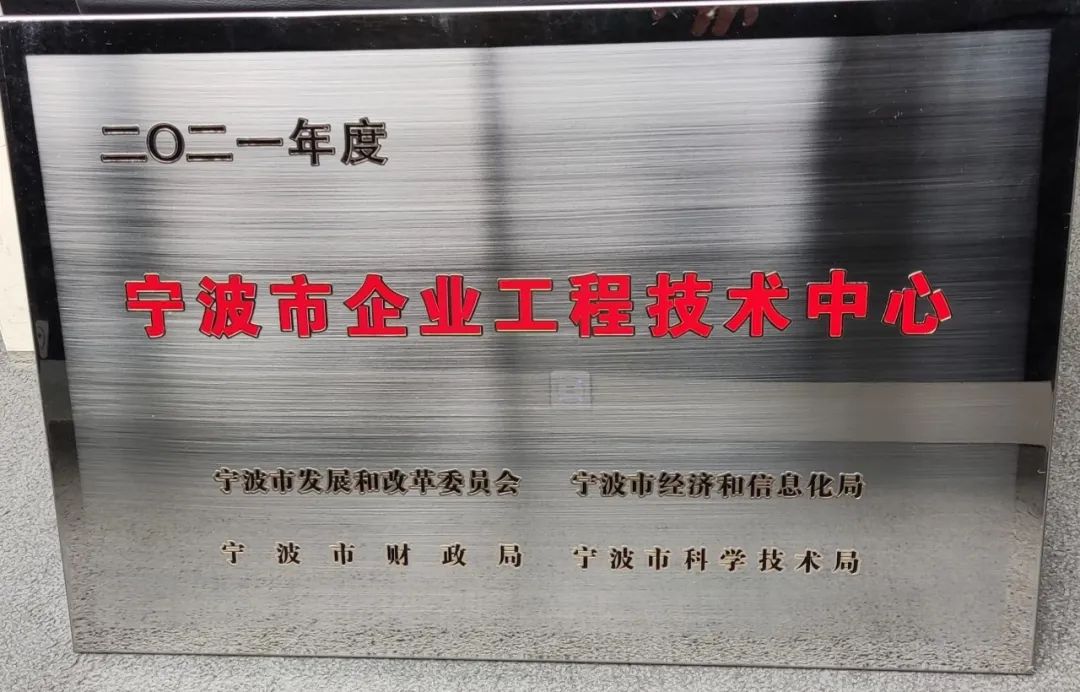 二〇二一年度
宁波市企业工程技术中心
宁波市发展和改革委员会 宁波市经济和信息化局
宁波市财政局 宁波市科学技术局